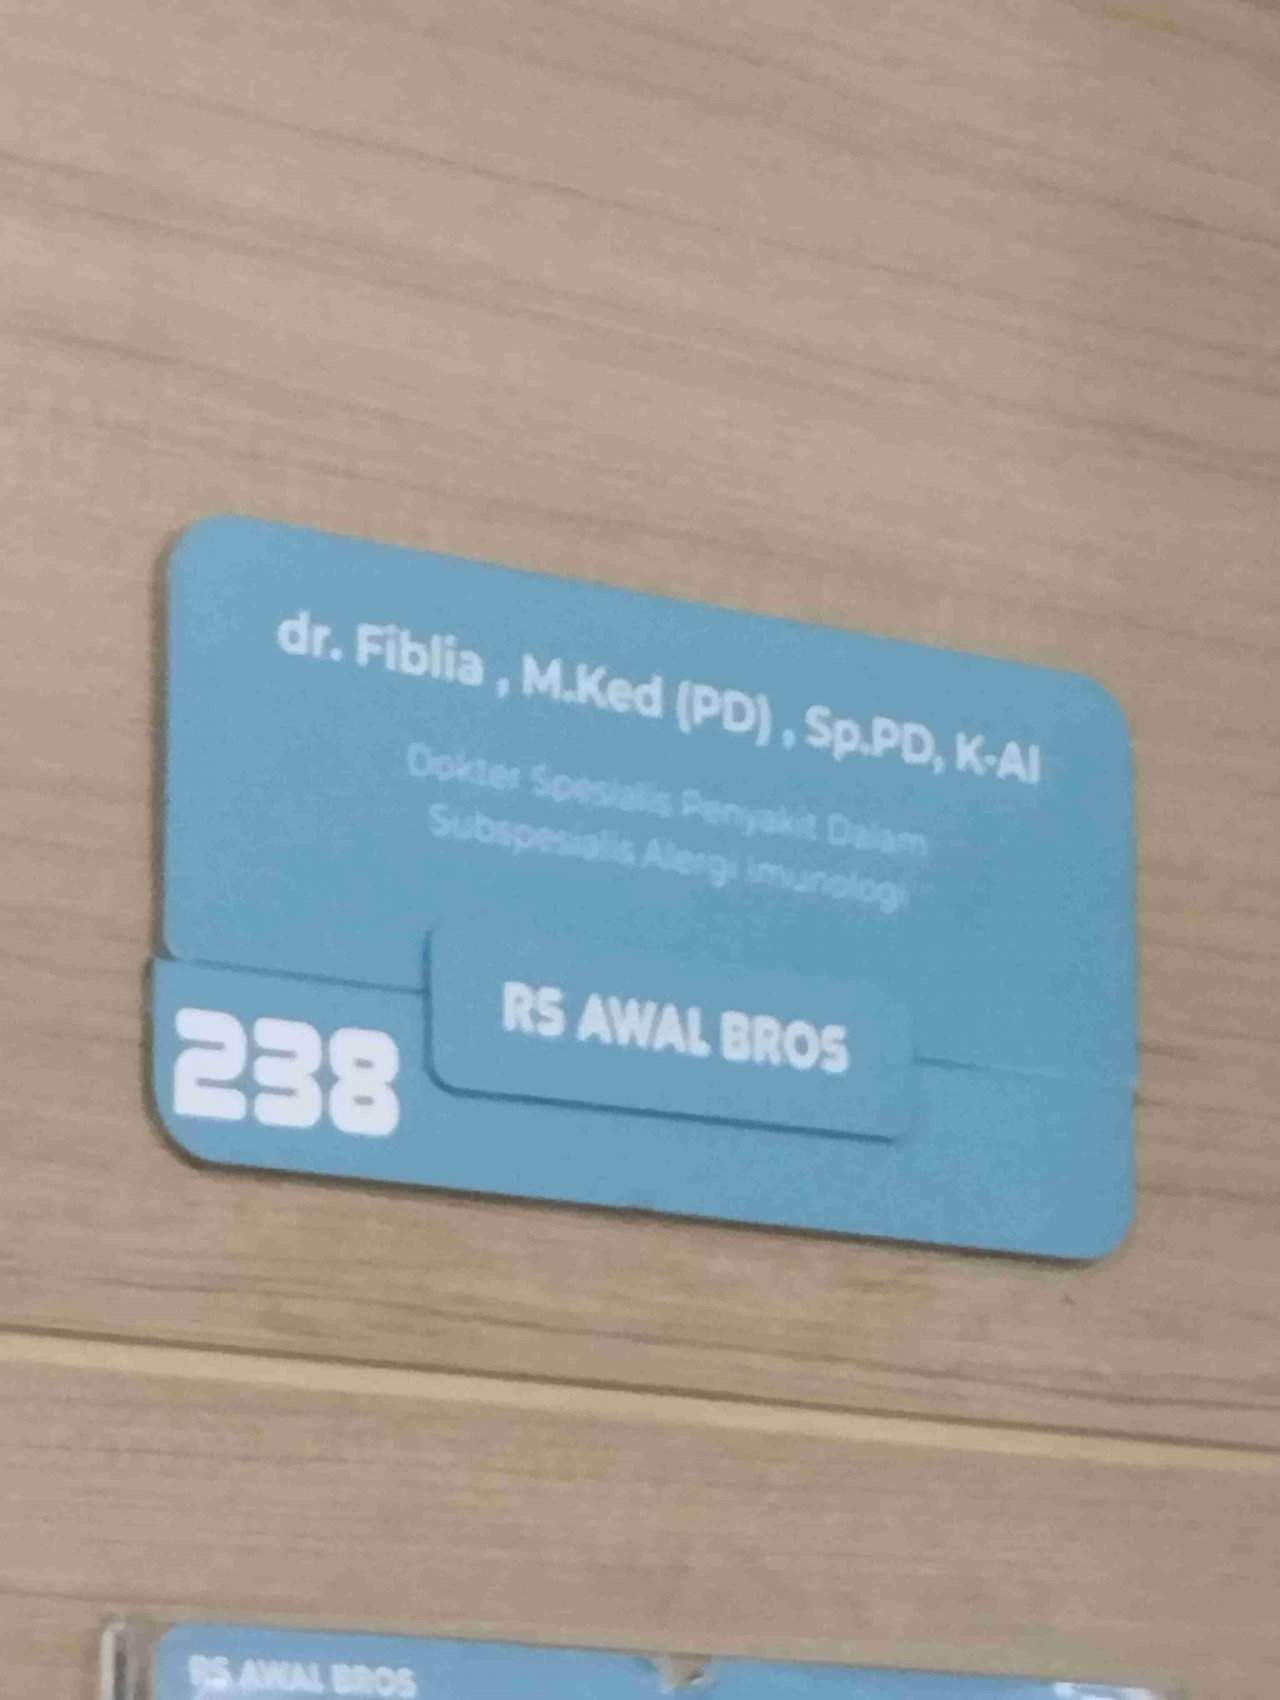 dr. Fiblia , M.Ked (PD) , Sp.PD, K-AI
Dokter Spesialis Penyakit Dalam
Subspesialis Alergi Imunologi
RS AWAL BROS
238
RS AWAL BROS